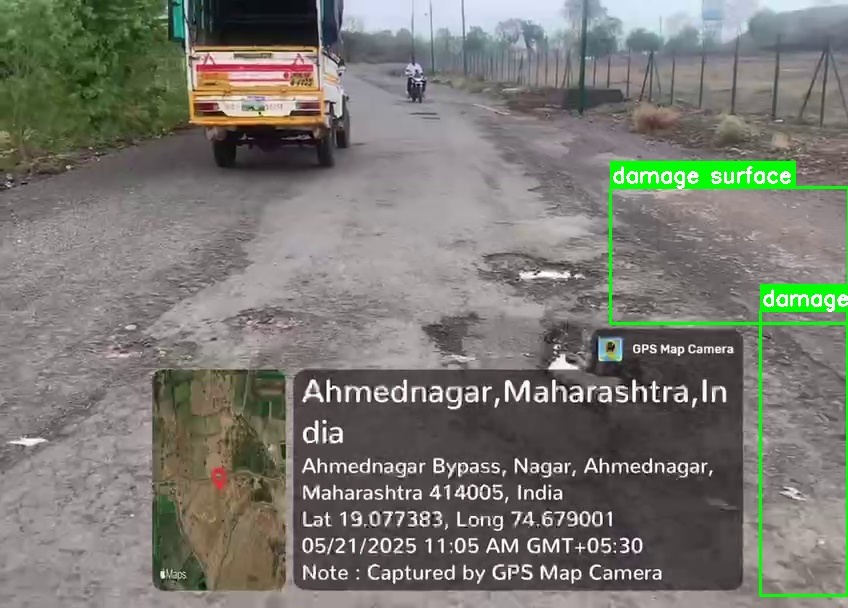 damage surface
damage
GPS Map Camera
Ahmednagar,Maharashtra,In
dia
Ahmednagar Bypass, Nagar, Ahmednagar,
Maharashtra 414005, India
Lat 19.077383, Long 74.679001
05/21/2025 11:05 AM GMT+05:30
Note : Captured by GPS Map Camera
Maps